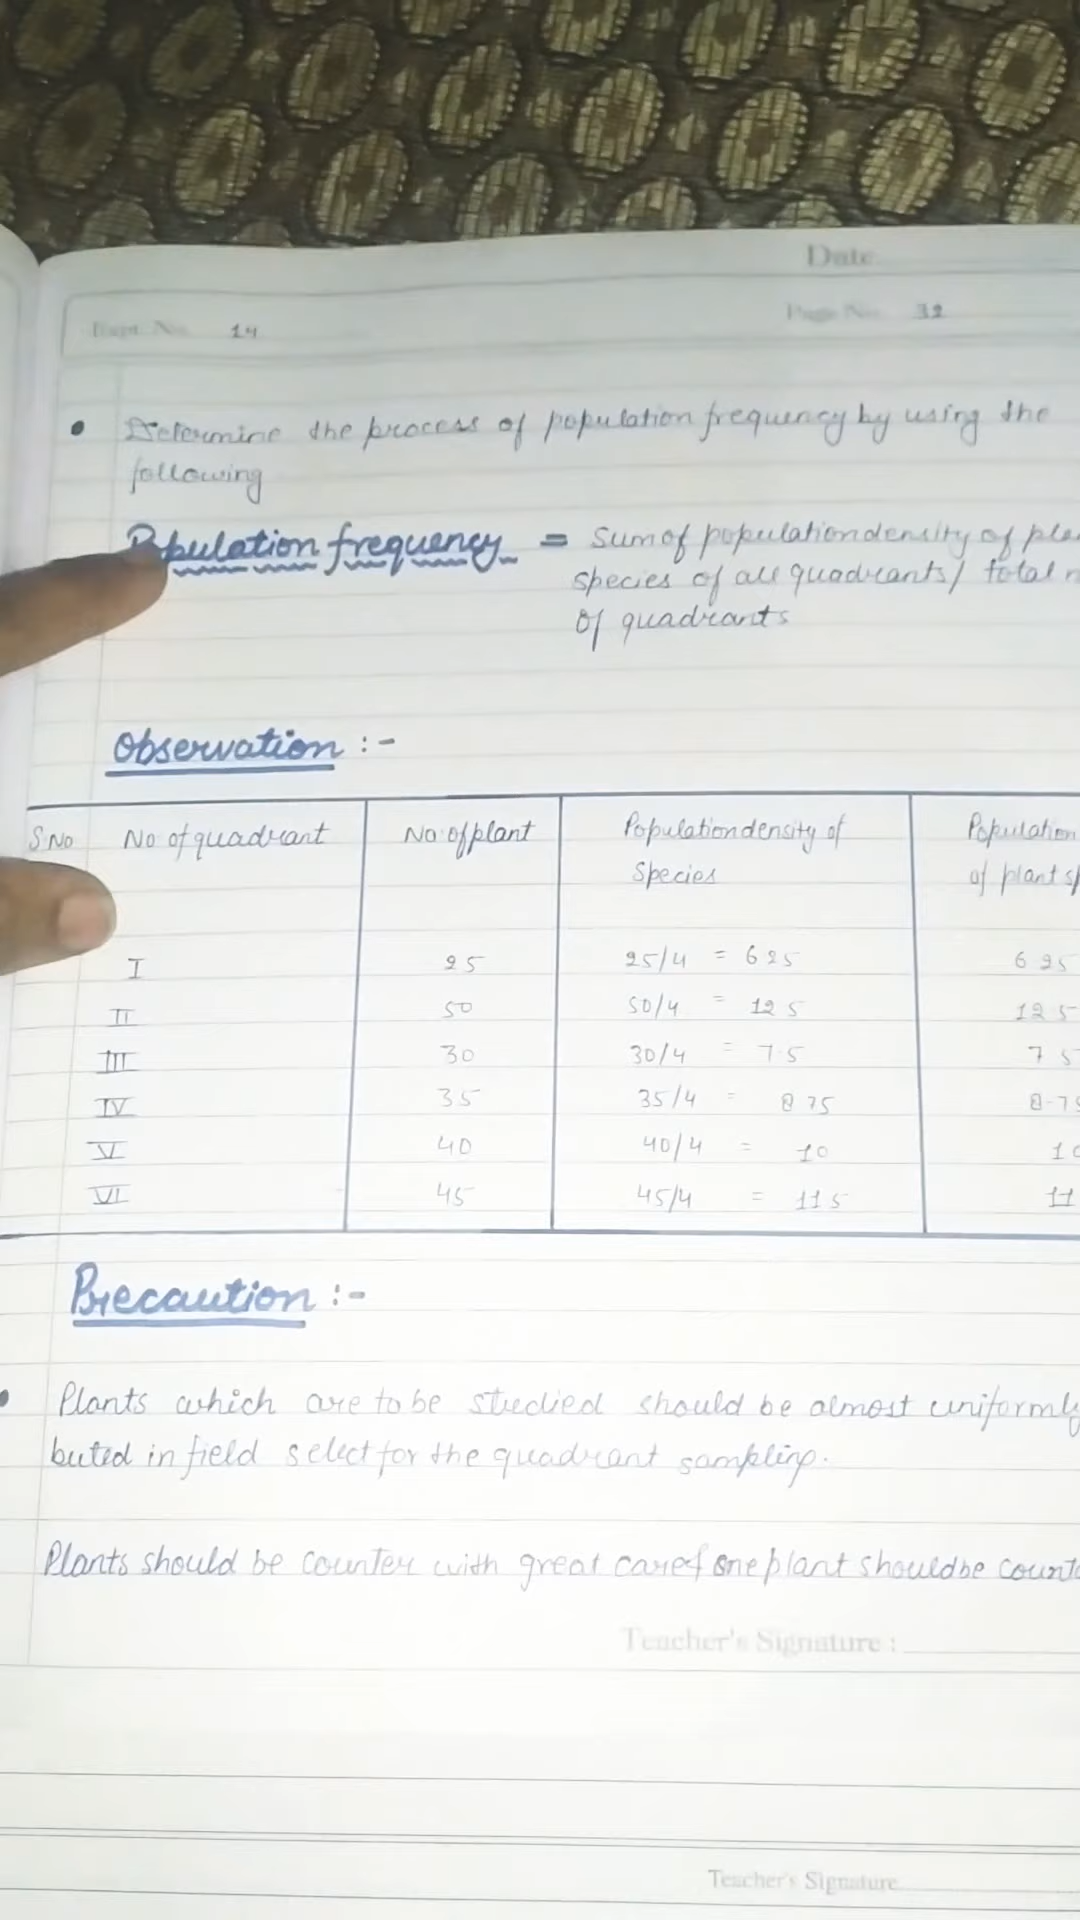 Date
Expt. No. 14
Page No. 32
Determine the process of population frequency by using the
following
Population frequency = sum of population density of
species of all quadrants/ total
of quadrants
Observation :-
S.No No of quadrant No. of plant Population density of Population
Species of plant
I 25 25/4 = 6 25 6 25
II 50 50/4 = 12 5 12 5
III 30 30/4 = 7.5 7 5
IV 35 35/4 = 8 75 8-75
V 40 40/4 = 10 10
VI 45 45/4 = 11 5 11
Precaution :-
Plants which are to be studied should be almost uniformly
buted in field select for the quadrant sampling.
Plants should be counter with great care & one plant should be
Teacher's Signature :
Teacher's Signature